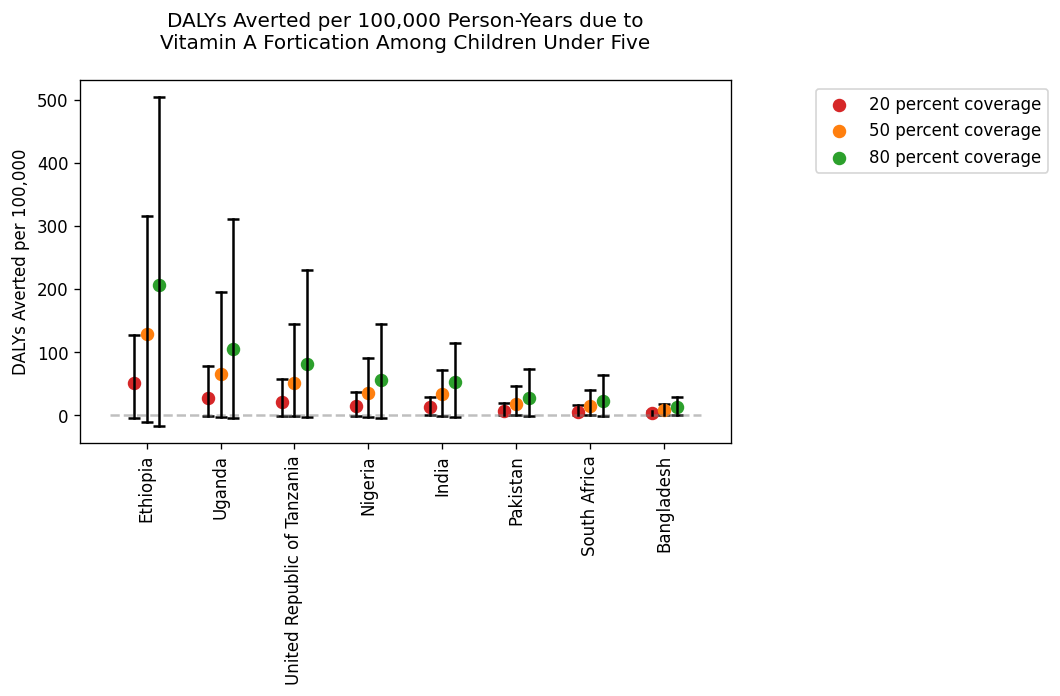 DALYs Averted per 100,000 Person-Years due to
Vitamin A Fortication Among Children Under Five
20 percent coverage
50 percent coverage
80 percent coverage
DALYs Averted per 100,000
500
400
300
200
100
0
Ethiopia
Uganda
United Republic of Tanzania
Nigeria
India
Pakistan
South Africa
Bangladesh